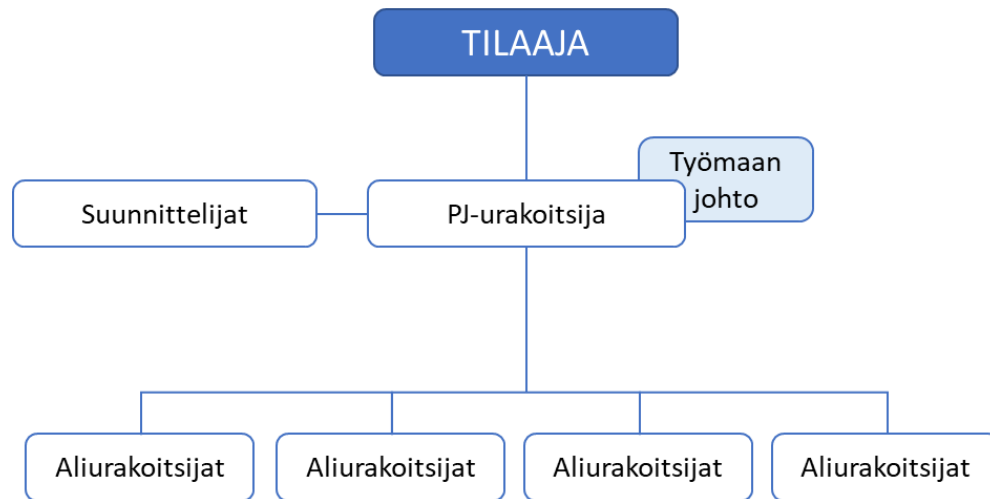 TILAAJA
Työmaan
johto
Suunnittelijat
PJ-urakoitsija
Aliurakoitsijat
Aliurakoitsijat
Aliurakoitsijat
Aliurakoitsijat